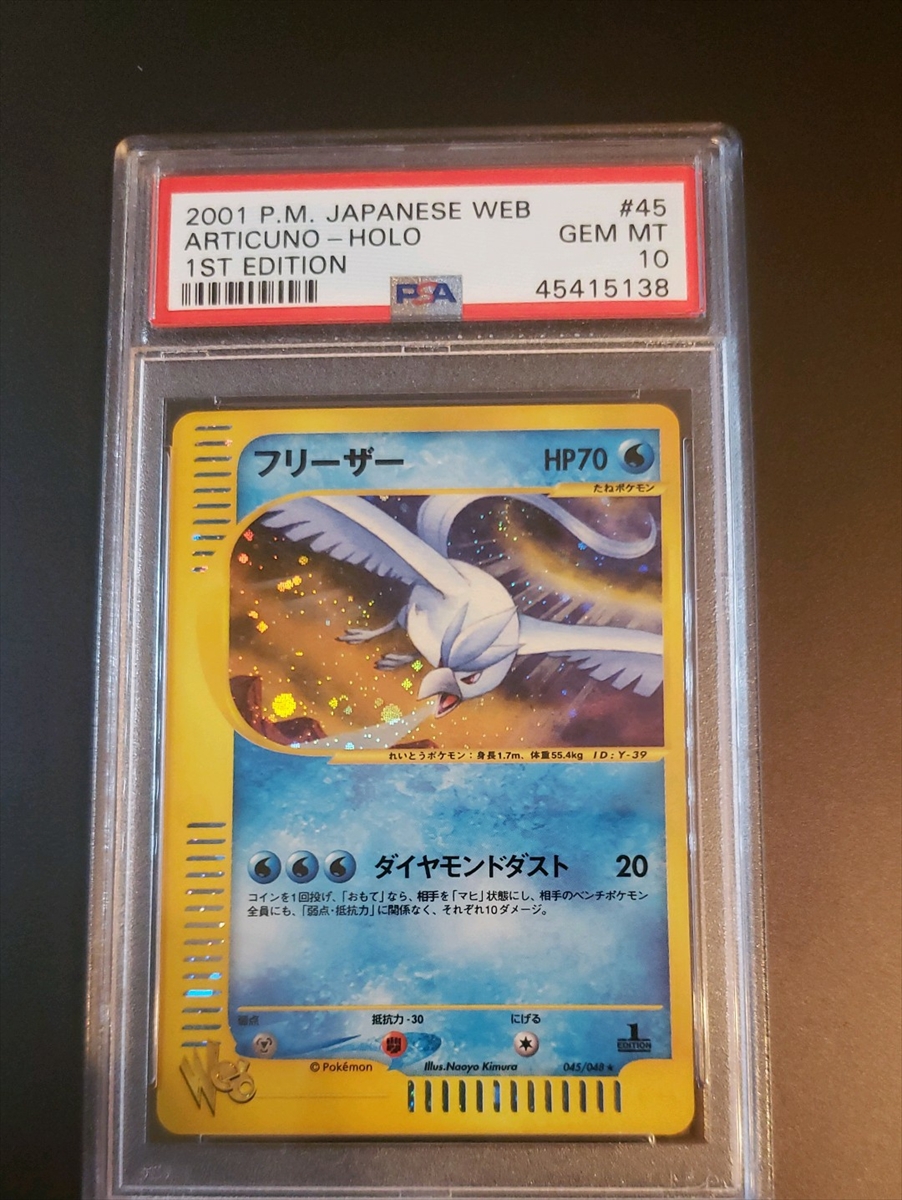 2001 P.M. JAPANESE WEB #45
ARTICUNO - HOLO GEM MT
1ST EDITION 10
PSA 45415138
フリーザー HP70
たねポケモン
れいとうポケモン：身長1.7m、体重55.4kg ID:Y-39
ダイヤモンドダスト 20
コインを1回投げ、「おもて」なら、相手を「マヒ」状態にし、相手のベンチポケモン
全員にも、「弱点・抵抗力」に関係なく、それぞれ10ダメージ。
弱点 抵抗力-30 にげる
1
EDITION
Web
©Pokémon Illus.Naoyo Kimura 045/048★